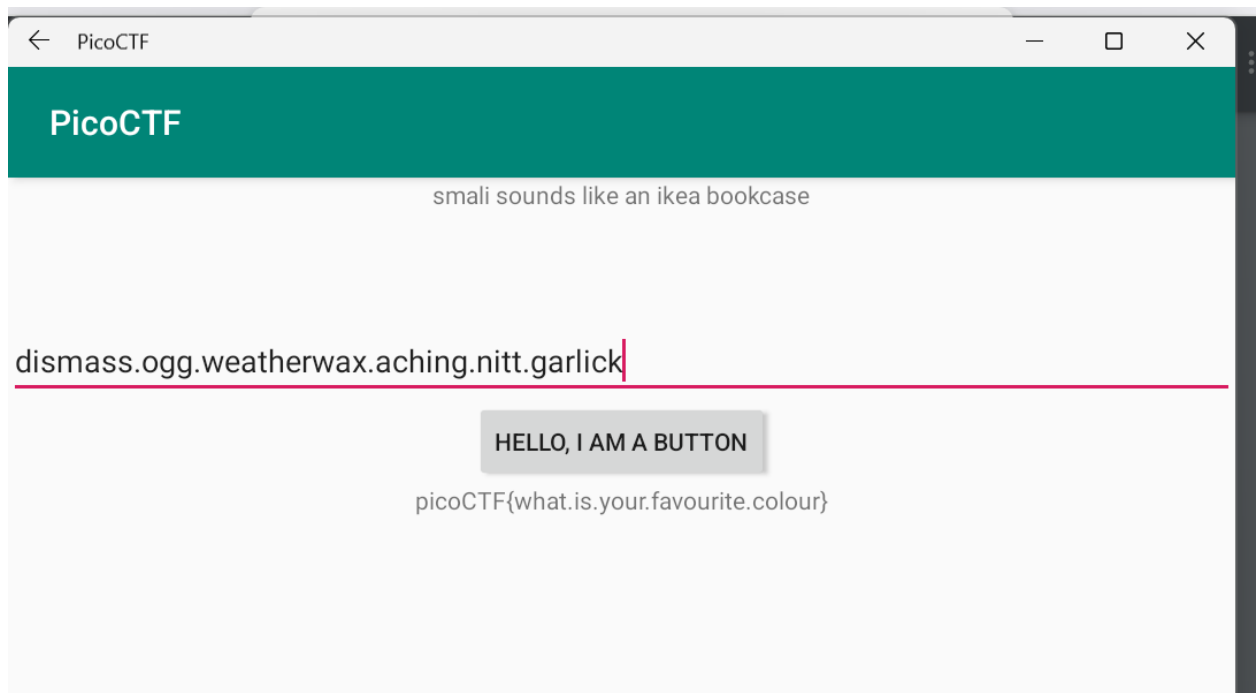 PicoCTF
PicoCTF
smali sounds like an ikea bookcase
dismass.ogg.weatherwax.aching.nitt.garlick
HELLO, I AM A BUTTON
picoCTF{what.is.your.favourite.colour}